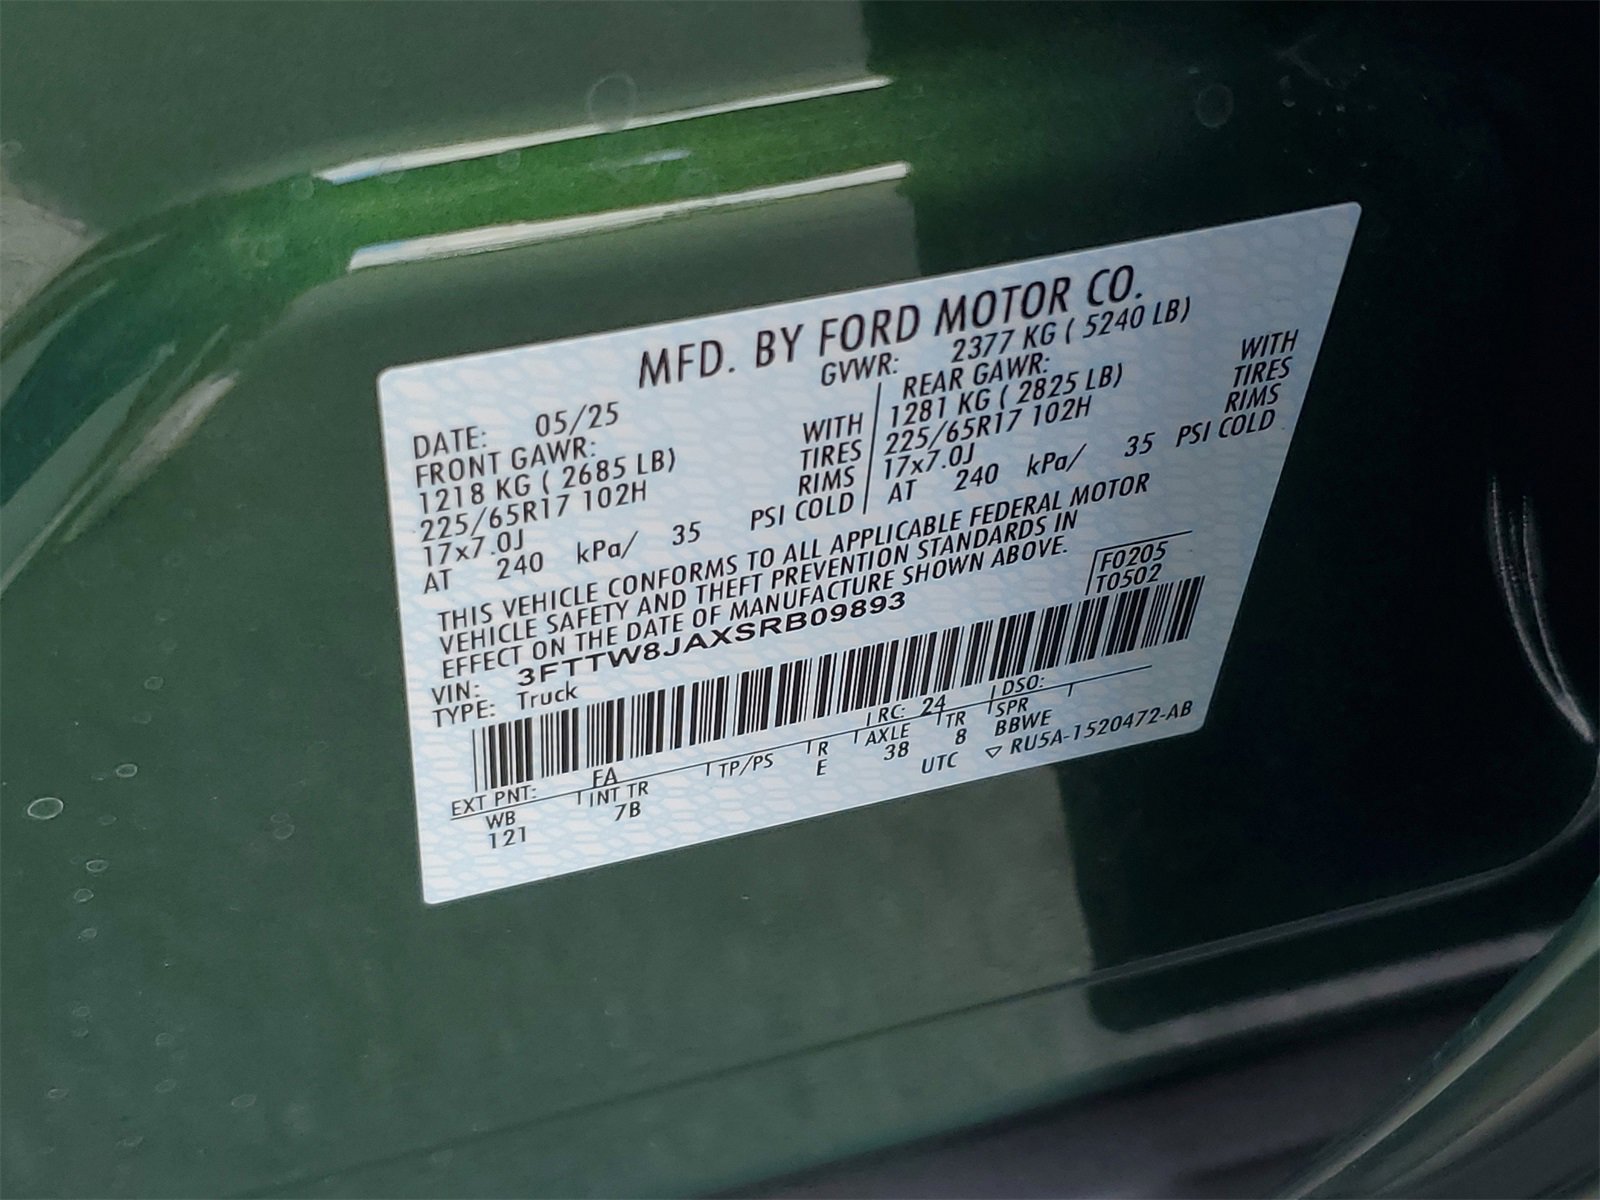 MFD. BY FORD MOTOR CO.
DATE: 05/25 GVWR: 2377 KG ( 5240 LB)
FRONT GAWR: REAR GAWR:
1218 KG ( 2685 LB) WITH 1281 KG ( 2825 LB) WITH
225/65R17 102H TIRES 225/65R17 102H TIRES
17x7.0J RIMS 17x7.0J RIMS
AT 240 kPa/ 35 PSI COLD AT 240 kPa/ 35 PSI COLD
THIS VEHICLE CONFORMS TO ALL APPLICABLE FEDERAL MOTOR
VEHICLE SAFETY AND THEFT PREVENTION STANDARDS IN
EFFECT ON THE DATE OF MANUFACTURE SHOWN ABOVE.
F0205
T0502
VIN: 3FTTW8JAXSRB09893
TYPE: Truck
EXT PNT: FA RC: 24 DSO:
WB INT TR TP/PS R AXLE TR SPR
121 7B E 38 8 BBWE
UTC ▽ RU5A-1520472-AB